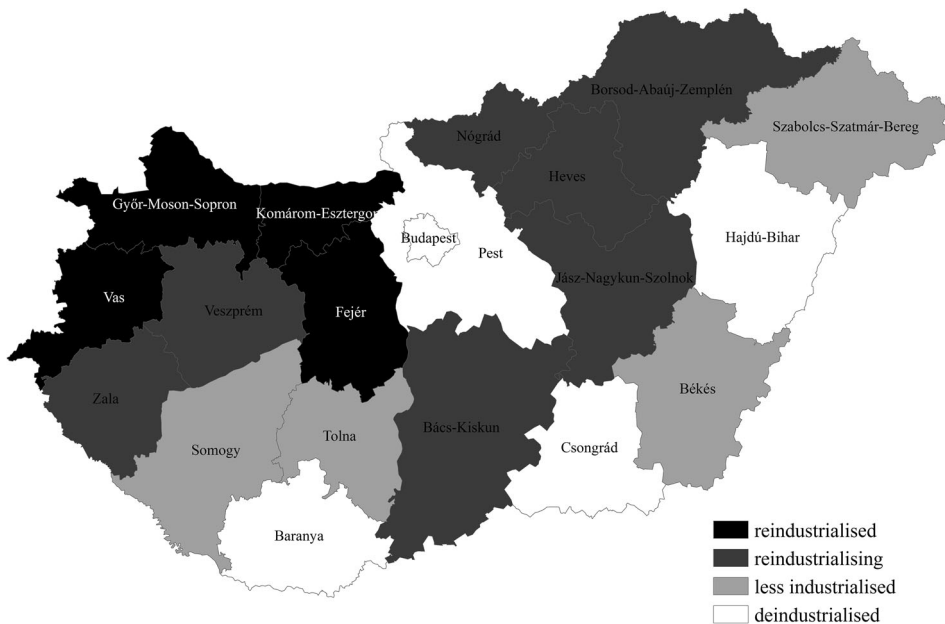 Borsod-Abaúj-Zemplén
Szabolcs-Szatmár-Bereg
Nógrád
Heves
Győr-Moson-Sopron
Komárom-Esztergom
Budapest
Pest
Hajdú-Bihar
Jász-Nagykun-Szolnok
Vas
Veszprém
Fejér
Zala
Békés
Bács-Kiskun
Tolna
Somogy
Csongrád
Baranya
reindustrialised
reindustrialising
less industrialised
deindustrialised